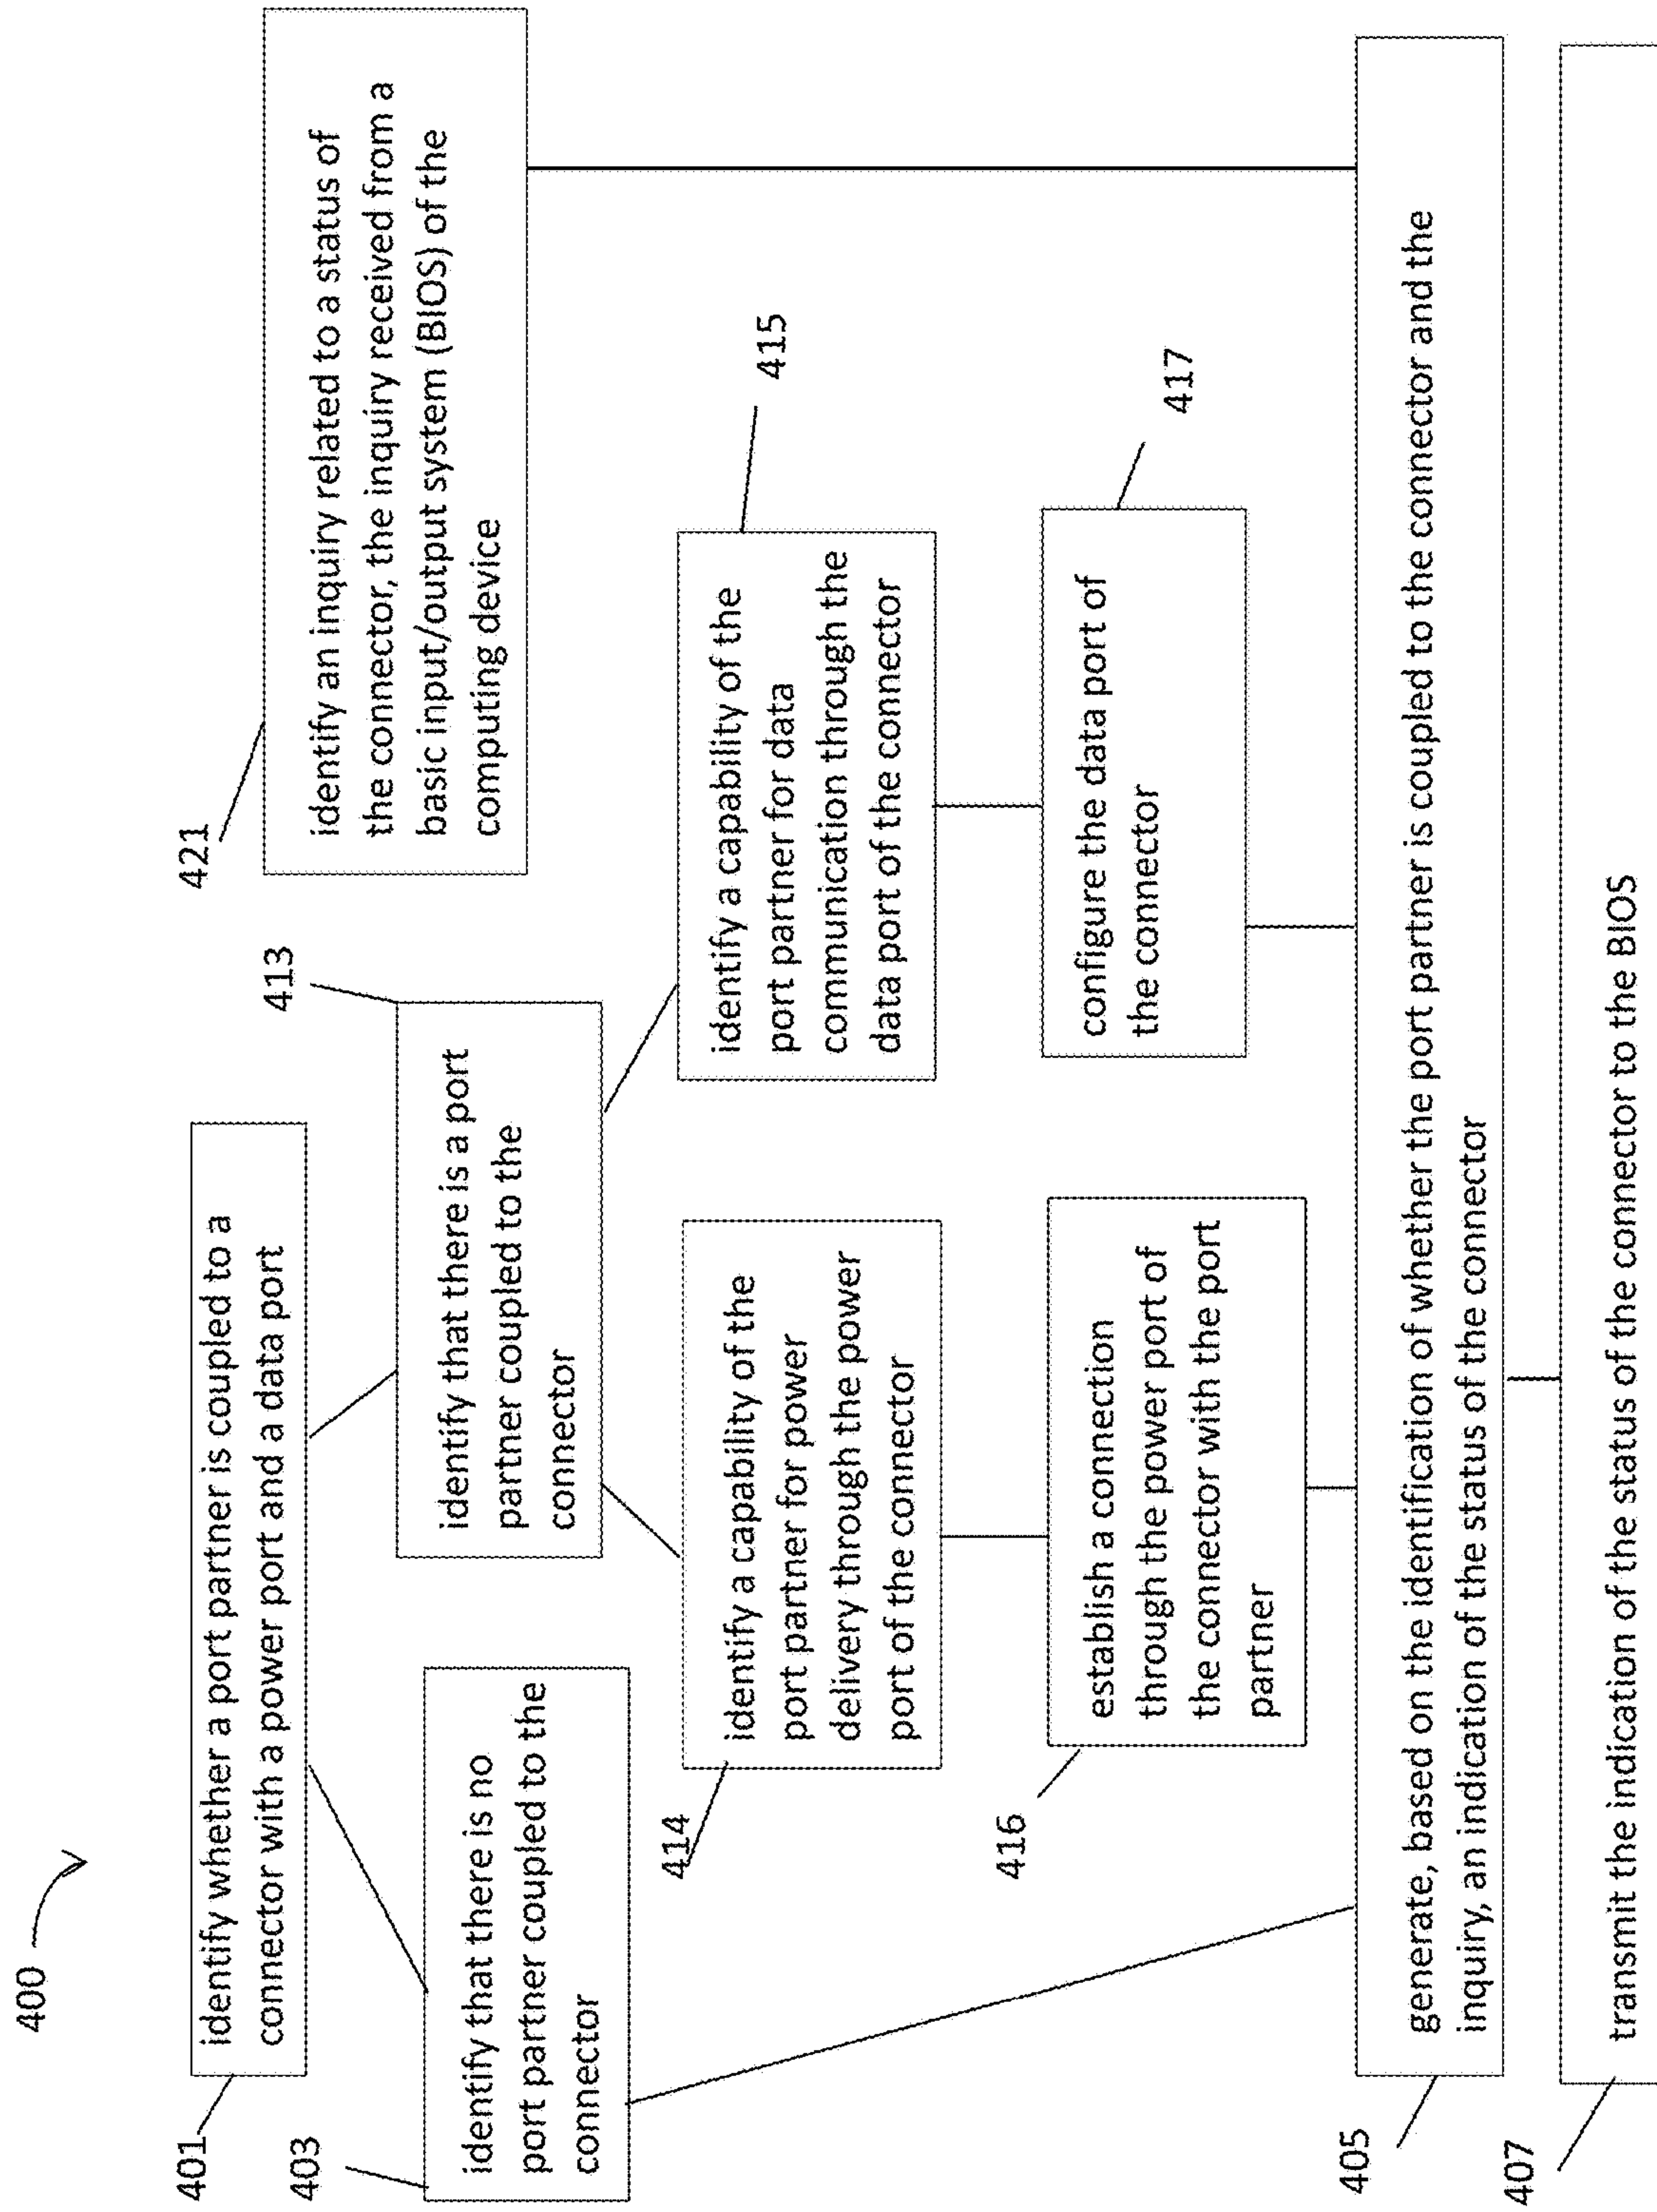 400
401
identify whether a port partner is coupled to a
connector with a power port and a data port
421
identify an inquiry related to a status of
the connector, the inquiry received from a
basic input/output system (BIOS) of the
computing device
403
identify that there is no
port partner coupled to the
connector
413
identify that there is a port
partner coupled to the
connector
414
identify a capability of the
port partner for power
delivery through the power
port of the connector
415
identify a capability of the
port partner for data
communication through the
data port of the connector
416
establish a connection
through the power port of
the connector with the port
partner
417
configure the data port of
the connector
405
generate, based on the identification of whether the port partner is coupled to the connector and the
inquiry, an indication of the status of the connector
407
transmit the indication of the status of the connector to the BIOS